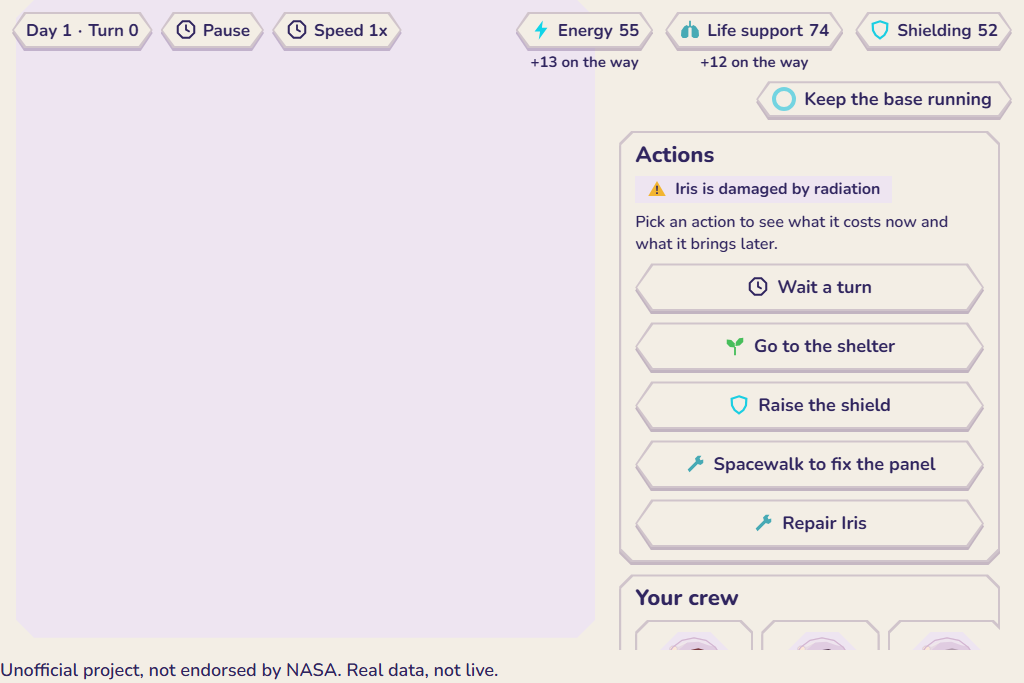 Day 1 · Turn 0
Pause
Speed 1x
Energy 55
Life support 74
Shielding 52
+13 on the way
+12 on the way
Keep the base running
Actions
Iris is damaged by radiation
Pick an action to see what it costs now and
what it brings later.
Wait a turn
Go to the shelter
Raise the shield
Spacewalk to fix the panel
Repair Iris
Your crew
Unofficial project, not endorsed by NASA. Real data, not live.